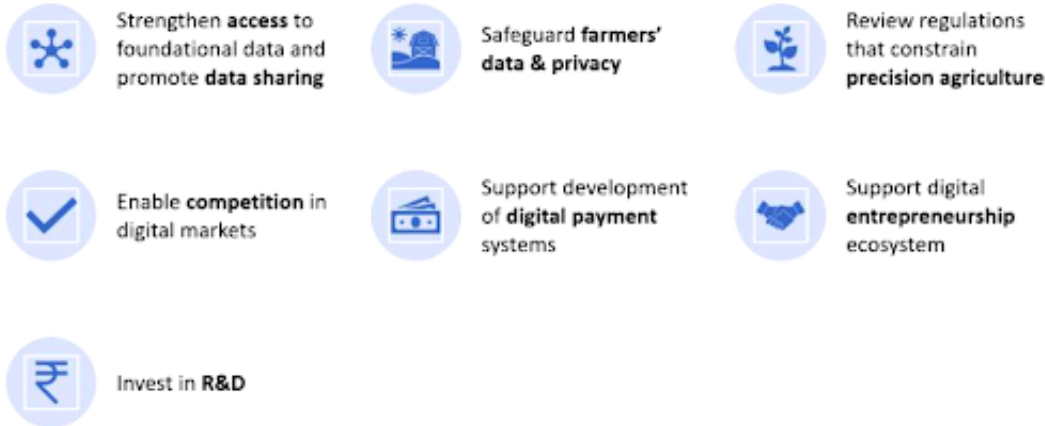 Strengthen access to
foundational data and
promote data sharing
Safeguard farmers'
data & privacy
Review regulations
that constrain
precision agriculture
Enable competition in
digital markets
Support development
of digital payment
systems
Support digital
entrepreneurship
ecosystem
₹
Invest in R&D